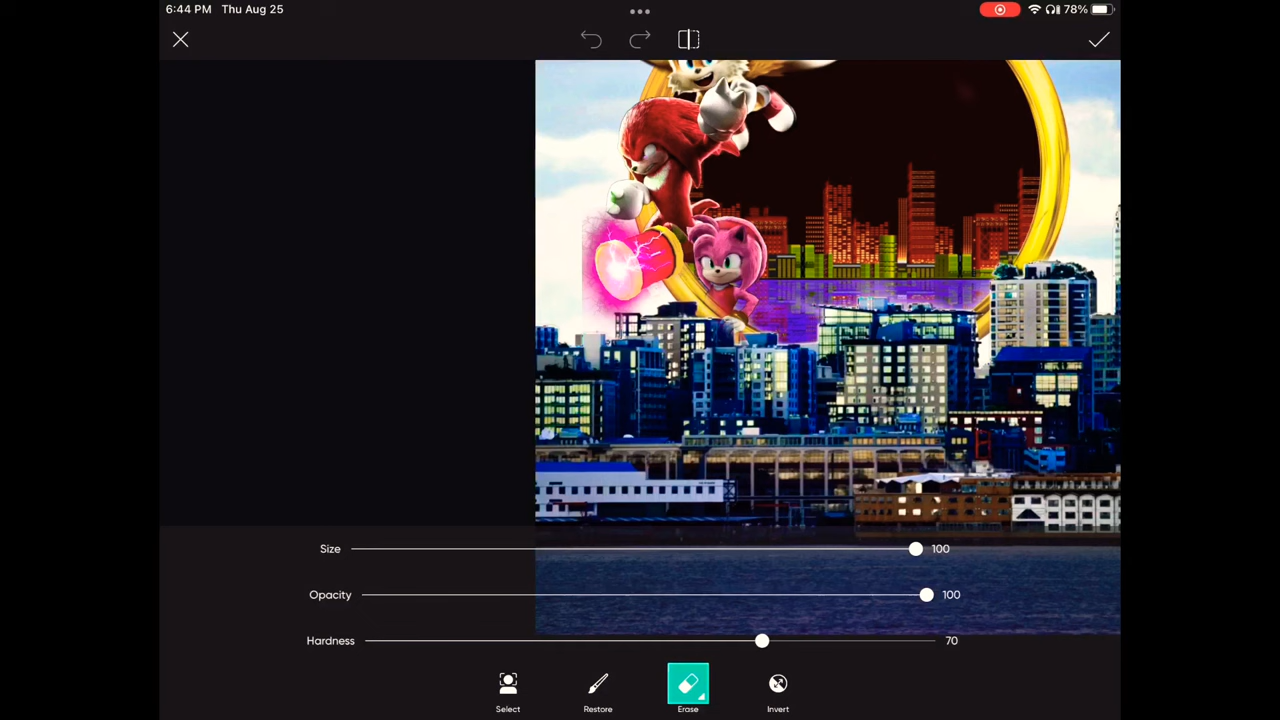 6:44 PM Thu Aug 25
78%
Size 100
Opacity 100
Hardness 70
Select Restore Erase Invert